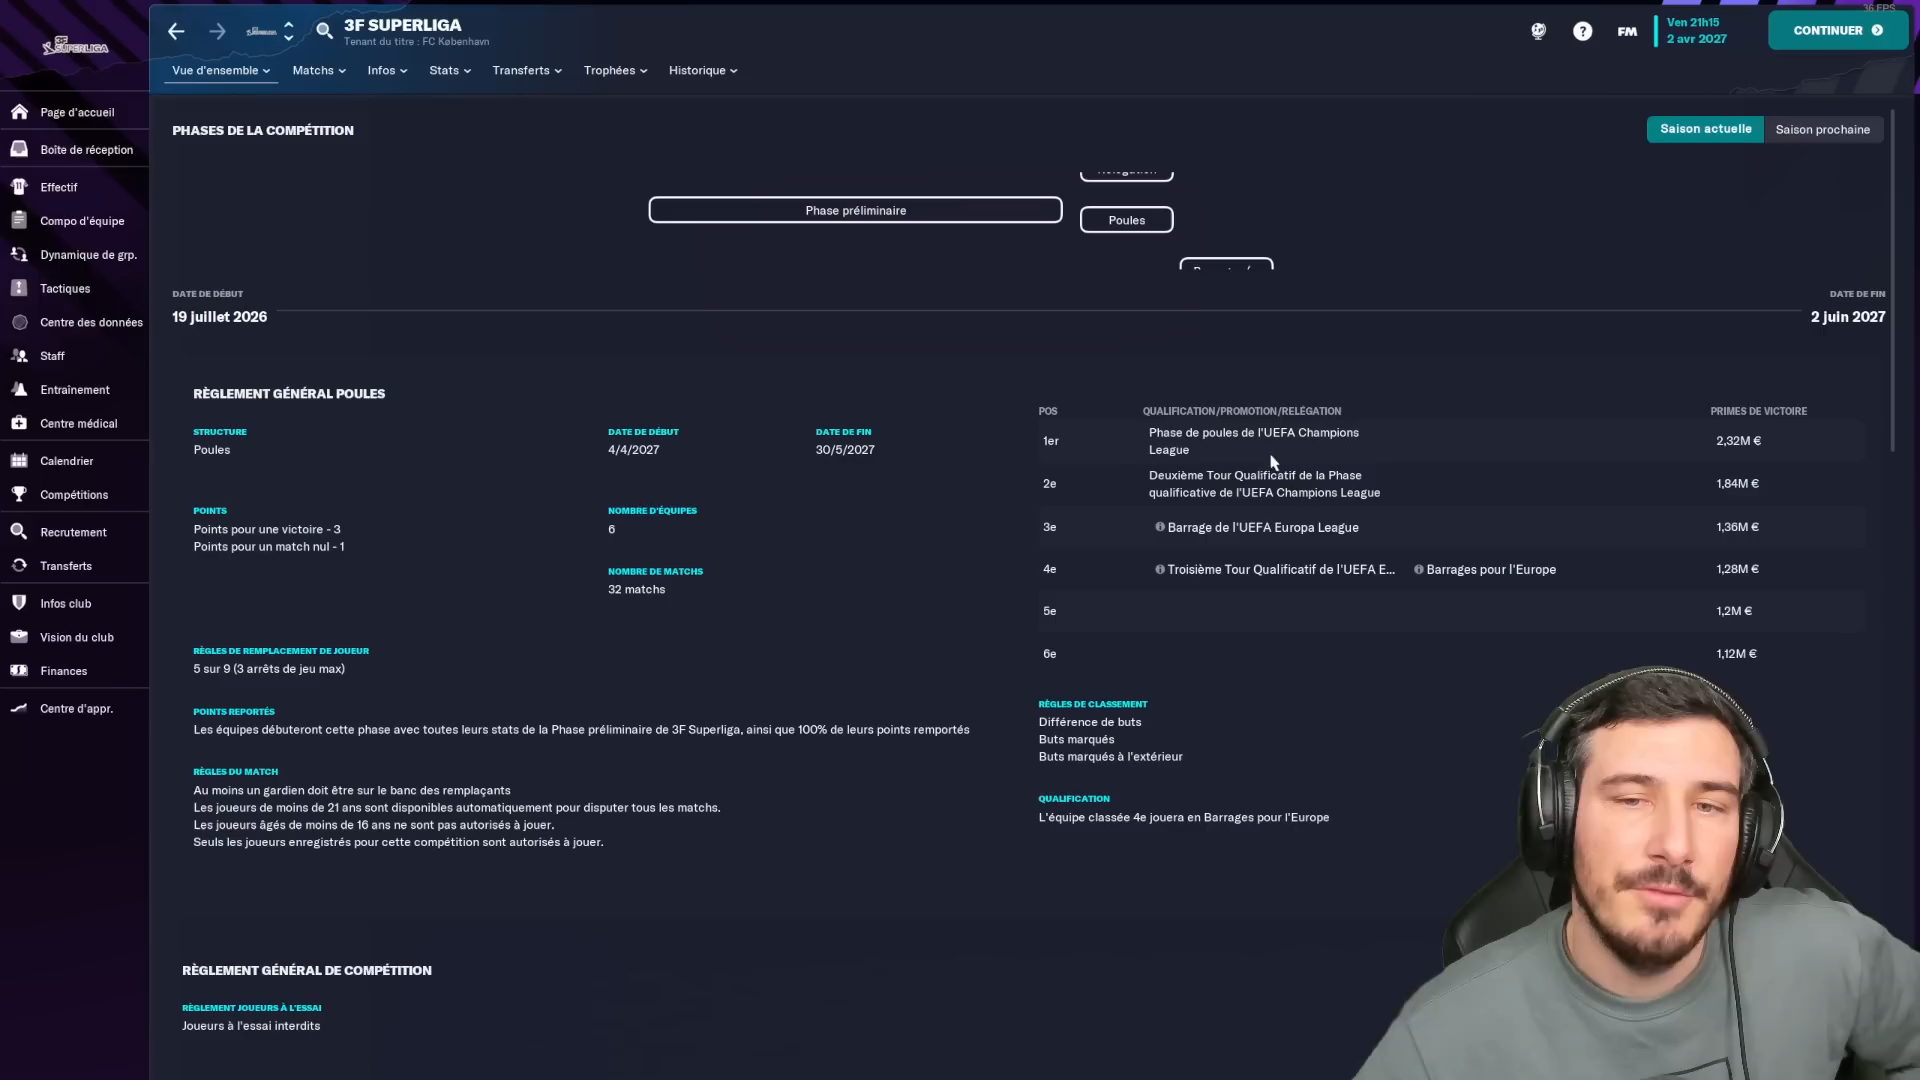 36 FPS
3F SUPERLIGA
3F SUPERLIGA
Tenant du titre : FC København
FM
Ven 21h15
2 avr 2027
CONTINUER
Vue d'ensemble
Matchs
Infos
Stats
Transferts
Trophées
Historique
Page d'accueil
Boîte de réception
Effectif
Compo d'équipe
Dynamique de grp.
Tactiques
Centre des données
Staff
Entraînement
Centre médical
Calendrier
Compétitions
Recrutement
Transferts
Infos club
Vision du club
Finances
Centre d'appr.
PHASES DE LA COMPÉTITION
Saison actuelle
Saison prochaine
Phase préliminaire
Poules
DATE DE DÉBUT
19 juillet 2026
DATE DE FIN
2 juin 2027
RÈGLEMENT GÉNÉRAL POULES
STRUCTURE
Poules
DATE DE DÉBUT
4/4/2027
DATE DE FIN
30/5/2027
POINTS
Points pour une victoire - 3
Points pour un match nul - 1
NOMBRE D'ÉQUIPES
6
NOMBRE DE MATCHS
32 matchs
RÈGLES DE REMPLACEMENT DE JOUEUR
5 sur 9 (3 arrêts de jeu max)
POINTS REPORTÉS
Les équipes débuteront cette phase avec toutes leurs stats de la Phase préliminaire de 3F Superliga, ainsi que 100% de leurs points remportés
RÈGLES DU MATCH
Au moins un gardien doit être sur le banc des remplaçants
Les joueurs de moins de 21 ans sont disponibles automatiquement pour disputer tous les matchs.
Les joueurs âgés de moins de 16 ans ne sont pas autorisés à jouer.
Seuls les joueurs enregistrés pour cette compétition sont autorisés à jouer.
POS QUALIFICATION/PROMOTION/RELÉGATION PRIMES DE VICTOIRE
1er Phase de poules de l'UEFA Champions League 2,32M €
2e Deuxième Tour Qualificatif de la Phase qualificative de l'UEFA Champions League 1,84M €
3e Barrage de l'UEFA Europa League 1,36M €
4e Troisième Tour Qualificatif de l'UEFA E... Barrages pour l'Europe 1,28M €
5e 1,2M €
6e 1,12M €
RÈGLES DE CLASSEMENT
Différence de buts
Buts marqués
Buts marqués à l'extérieur
QUALIFICATION
L'équipe classée 4e jouera en Barrages pour l'Europe
RÈGLEMENT GÉNÉRAL DE COMPÉTITION
RÈGLEMENT JOUEURS À L'ESSAI
Joueurs à l'essai interdits